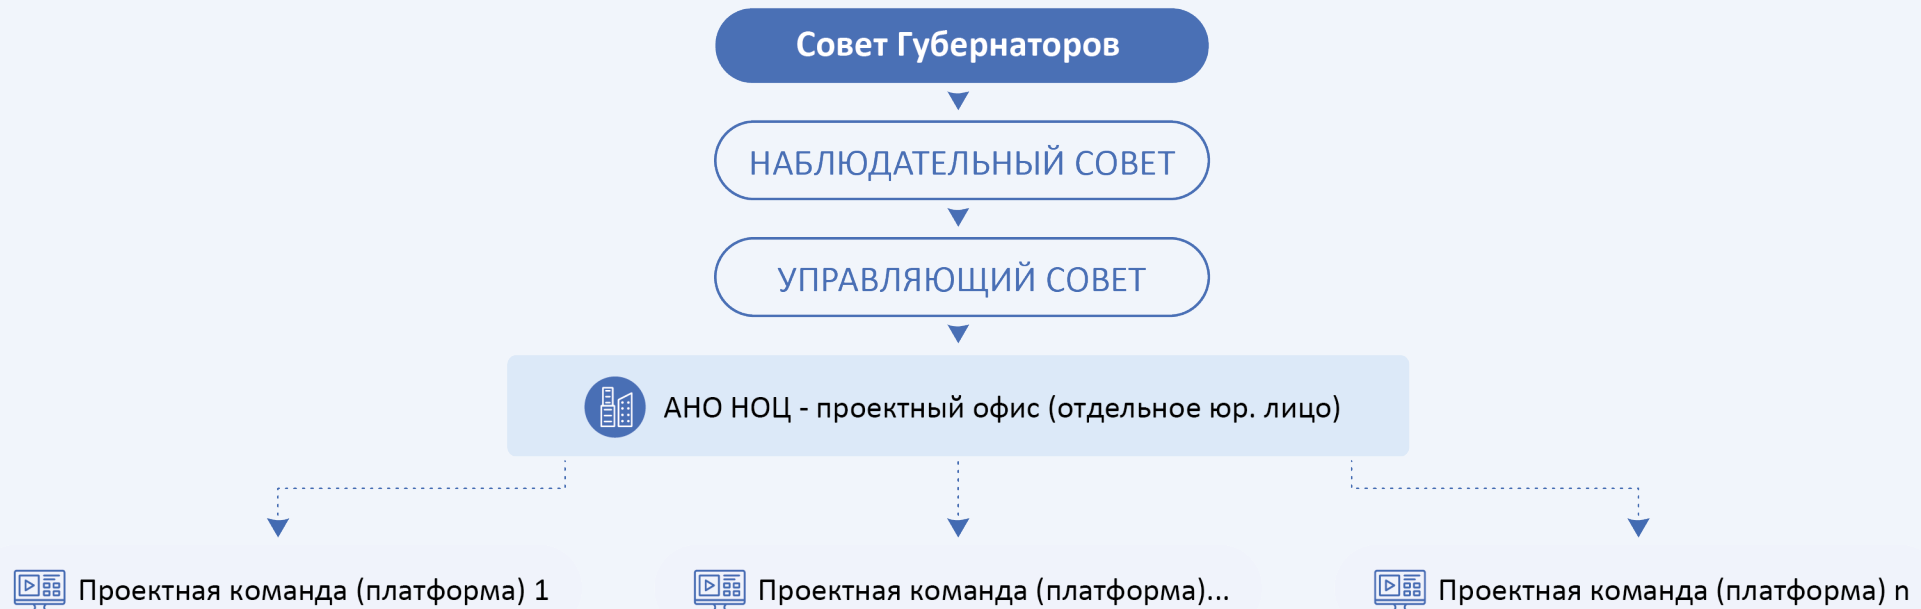 Совет Губернаторов
НАБЛЮДАТЕЛЬНЫЙ СОВЕТ
УПРАВЛЯЮЩИЙ СОВЕТ
АНО НОЦ - проектный офис (отдельное юр. лицо)
Проектная команда (платформа) 1
Проектная команда (платформа)...
Проектная команда (платформа) n